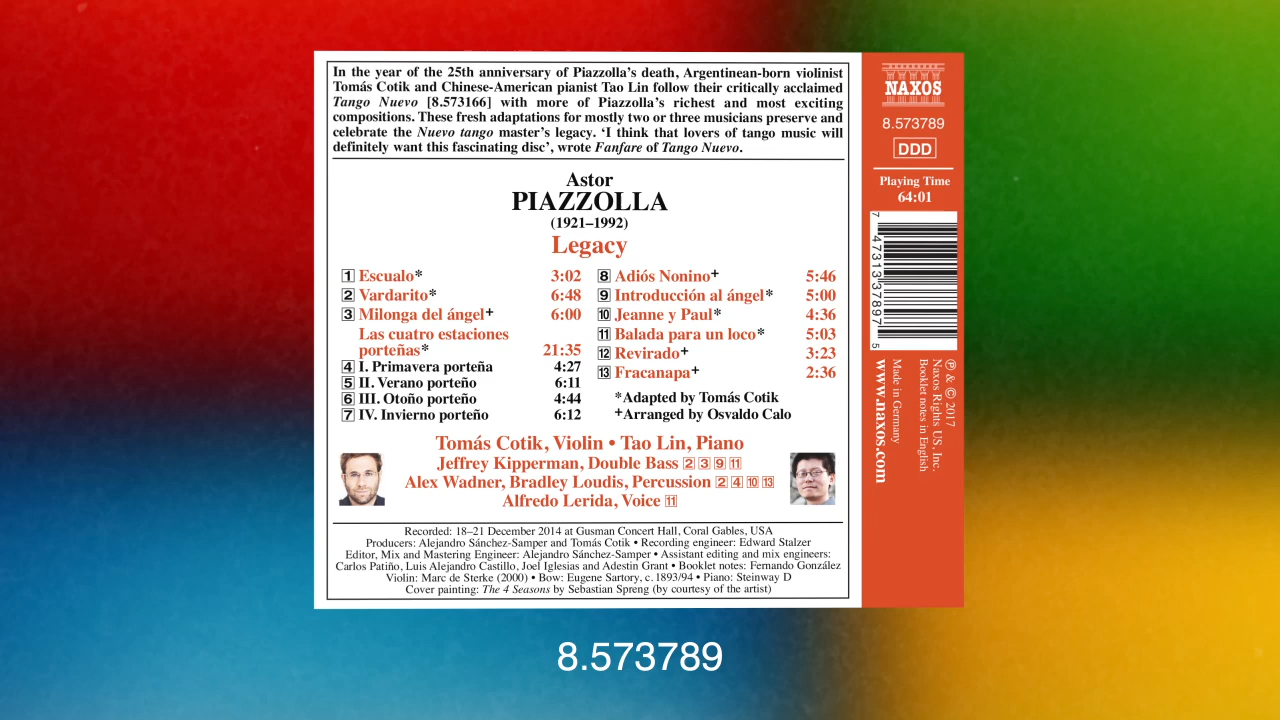 In the year of the 25th anniversary of Piazzolla's death, Argentinean-born violinist
Tomás Cotik and Chinese-American pianist Tao Lin follow their critically acclaimed
Tango Nuevo [8.573166] with more of Piazzolla's richest and most exciting
compositions. These fresh adaptations for mostly two or three musicians preserve and
celebrate the Nuevo tango master's legacy. 'I think that lovers of tango music will
definitely want this fascinating disc', wrote Fanfare of Tango Nuevo.
Astor
PIAZZOLLA
(1921–1992)
Legacy
1 Escualo* 3:02
2 Vardarito* 6:48
3 Milonga del ángel+ 6:00
Las cuatro estaciones
porteñas* 21:35
4 I. Primavera porteña 4:27
5 II. Verano porteño 6:11
6 III. Otoño porteño 4:44
7 IV. Invierno porteño 6:12
8 Adiós Nonino+ 5:46
9 Introducción al ángel* 5:00
10 Jeanne y Paul* 4:36
11 Balada para un loco* 5:03
12 Revirado+ 3:23
13 Fracanapa+ 2:36
*Adapted by Tomás Cotik
+Arranged by Osvaldo Calo
Tomás Cotik, Violin • Tao Lin, Piano
Jeffrey Kipperman, Double Bass 2 3 9 11
Alex Wadner, Bradley Loudis, Percussion 2 4 10 13
Alfredo Lerida, Voice 11
Recorded: 18–21 December 2014 at Gusman Concert Hall, Coral Gables, USA
Producers: Alejandro Sánchez-Samper and Tomás Cotik • Recording engineer: Edward Stalzer
Editor, Mix and Mastering Engineer: Alejandro Sánchez-Samper • Assistant editing and mix engineers:
Carlos Patiño, Luis Alejandro Castillo, Joel Iglesias and Adestin Grant • Booklet notes: Fernando González
Violin: Marc de Sterke (2000) • Bow: Eugene Sartory, c. 1893/94 • Piano: Steinway D
Cover painting: The 4 Seasons by Sebastian Spreng (by courtesy of the artist)
NAXOS
8.573789
DDD
Playing Time
64:01
7 47313 37897 5
℗ & © 2017
Naxos Rights US, Inc.
Booklet notes in English
Made in Germany
www.naxos.com
8.573789